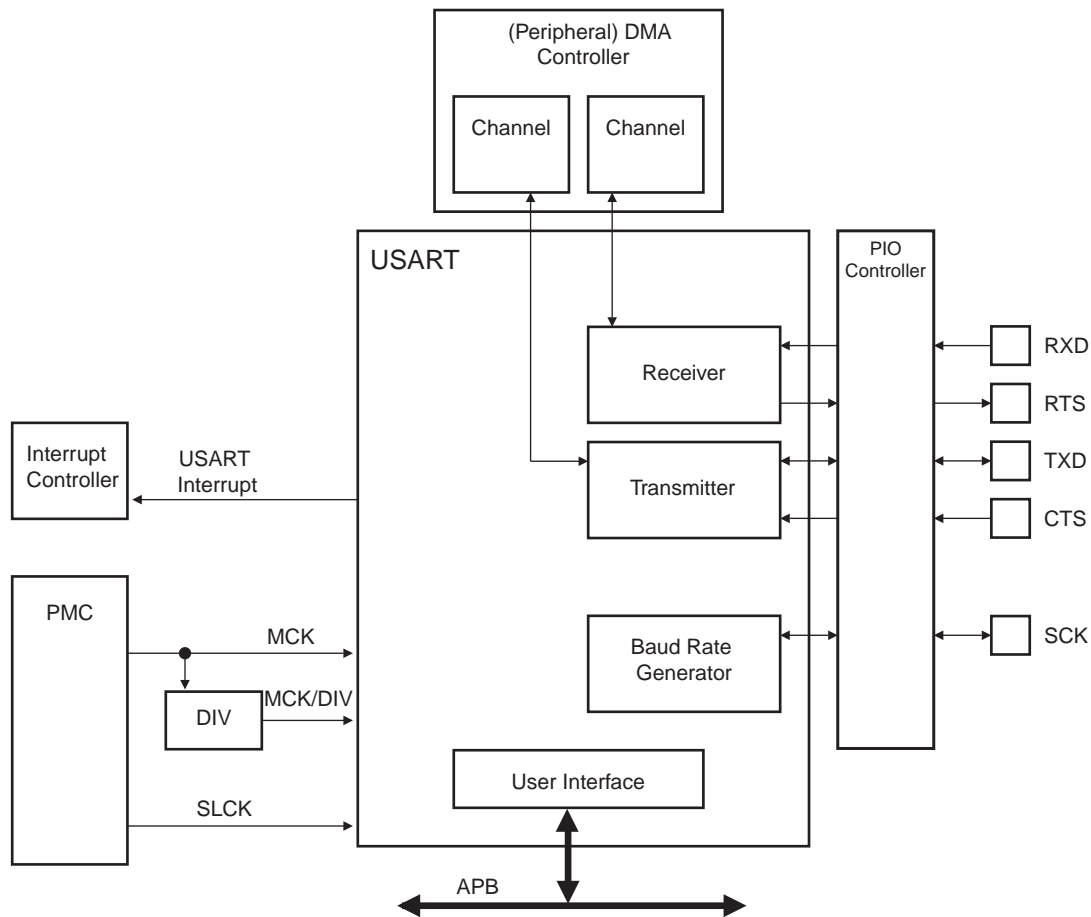 (Peripheral) DMA
Controller
Channel
Channel
USART
PIO
Controller
Receiver
RXD
RTS
Interrupt
Controller
USART
Interrupt
Transmitter
TXD
CTS
PMC
MCK
Baud Rate
Generator
SCK
DIV
MCK/DIV
User Interface
SLCK
APB